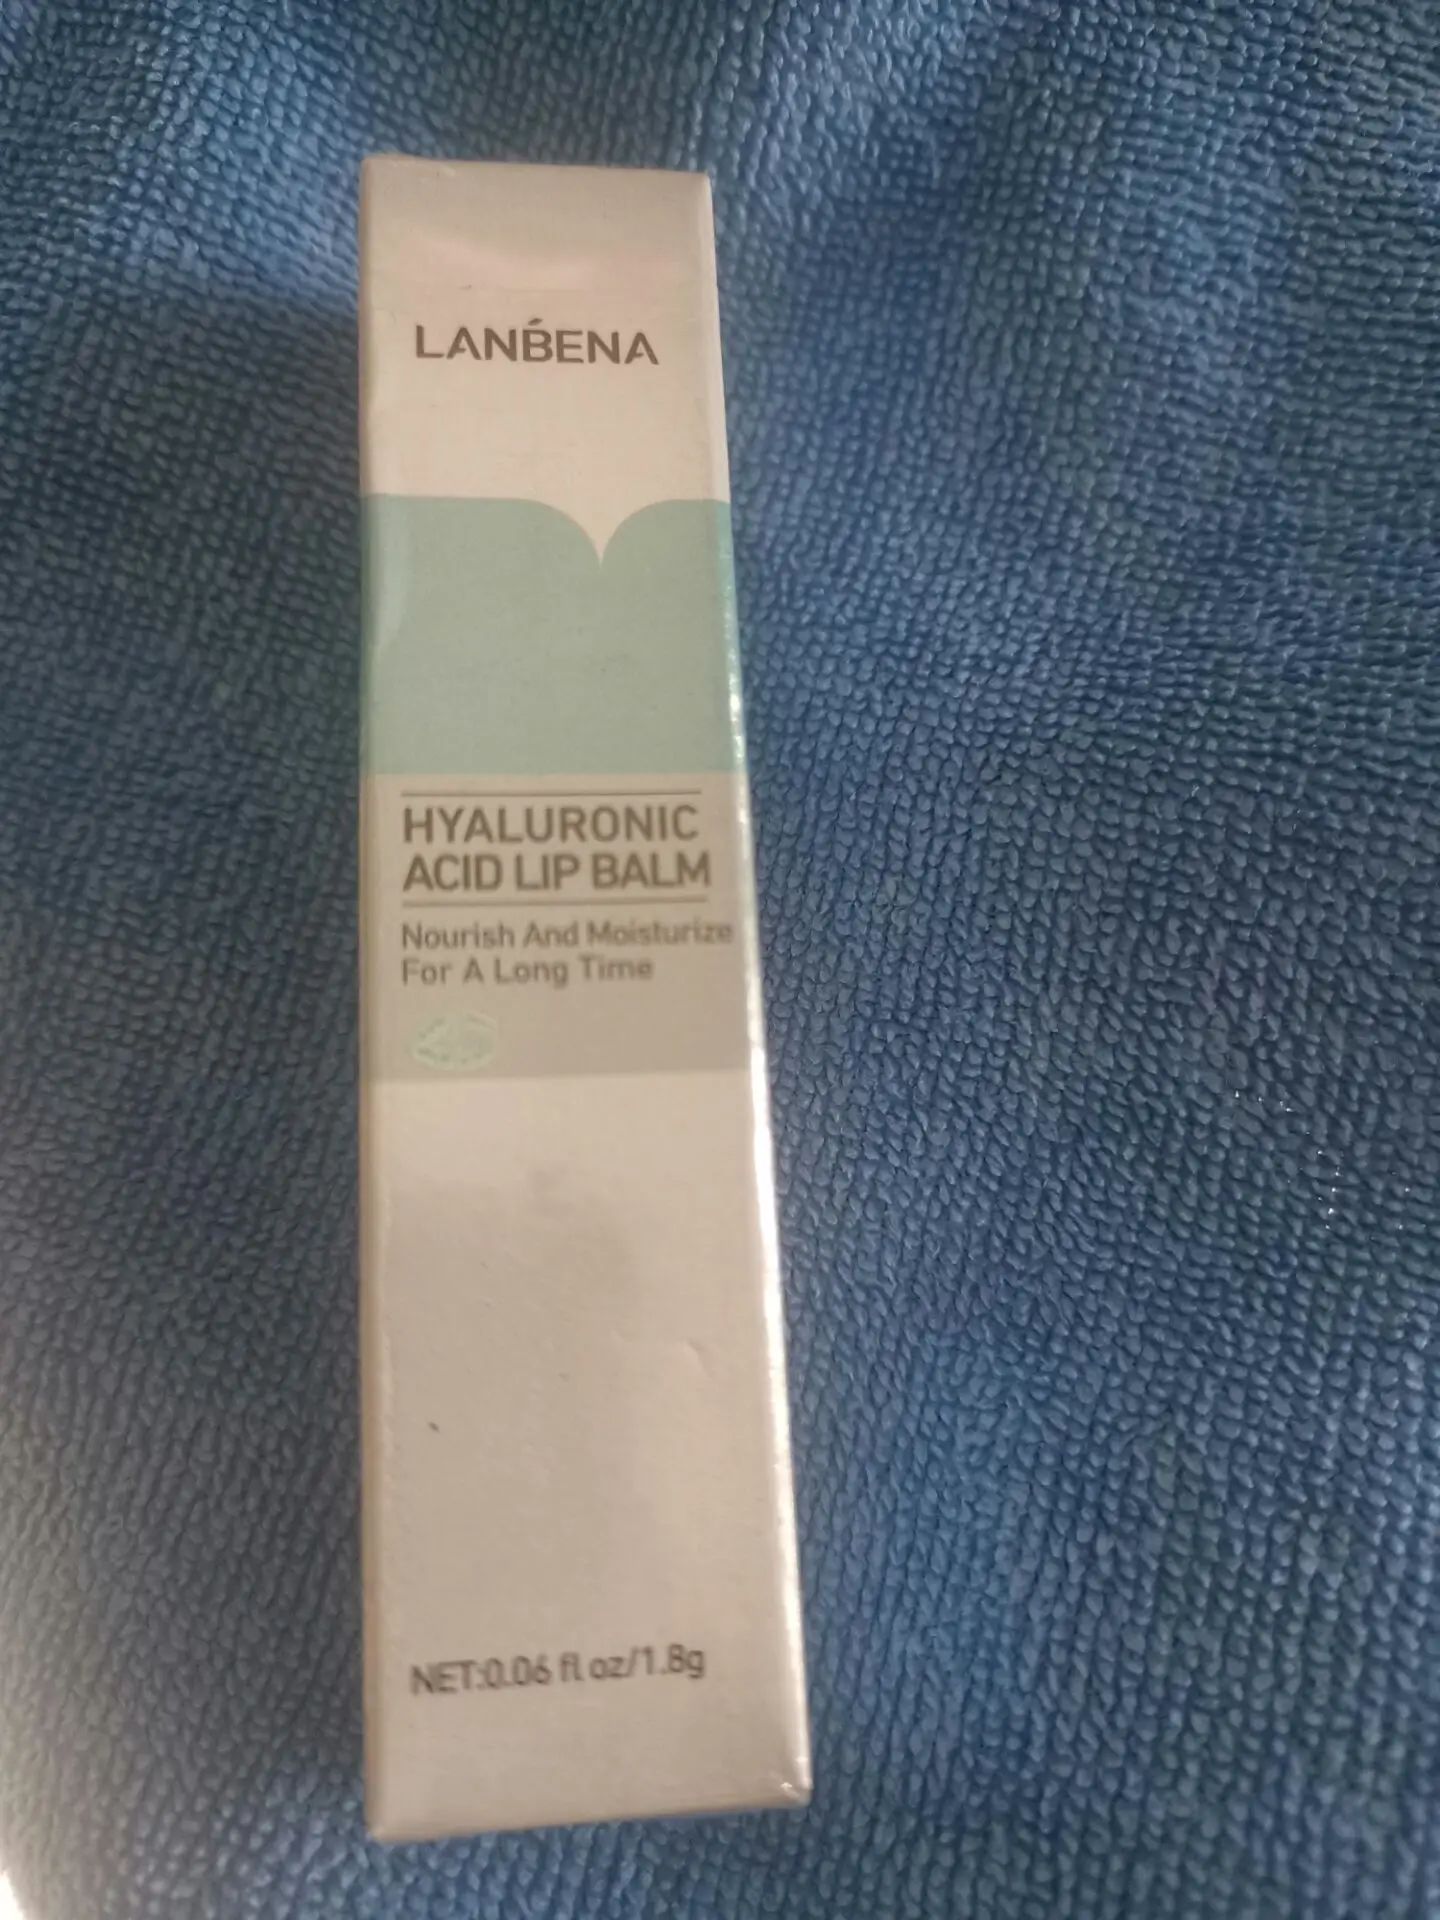 LANBENA
HYALURONIC
ACID LIP BALM
Nourish And Moisturize
For A Long Time
NET:0.06 fl oz/1.8g